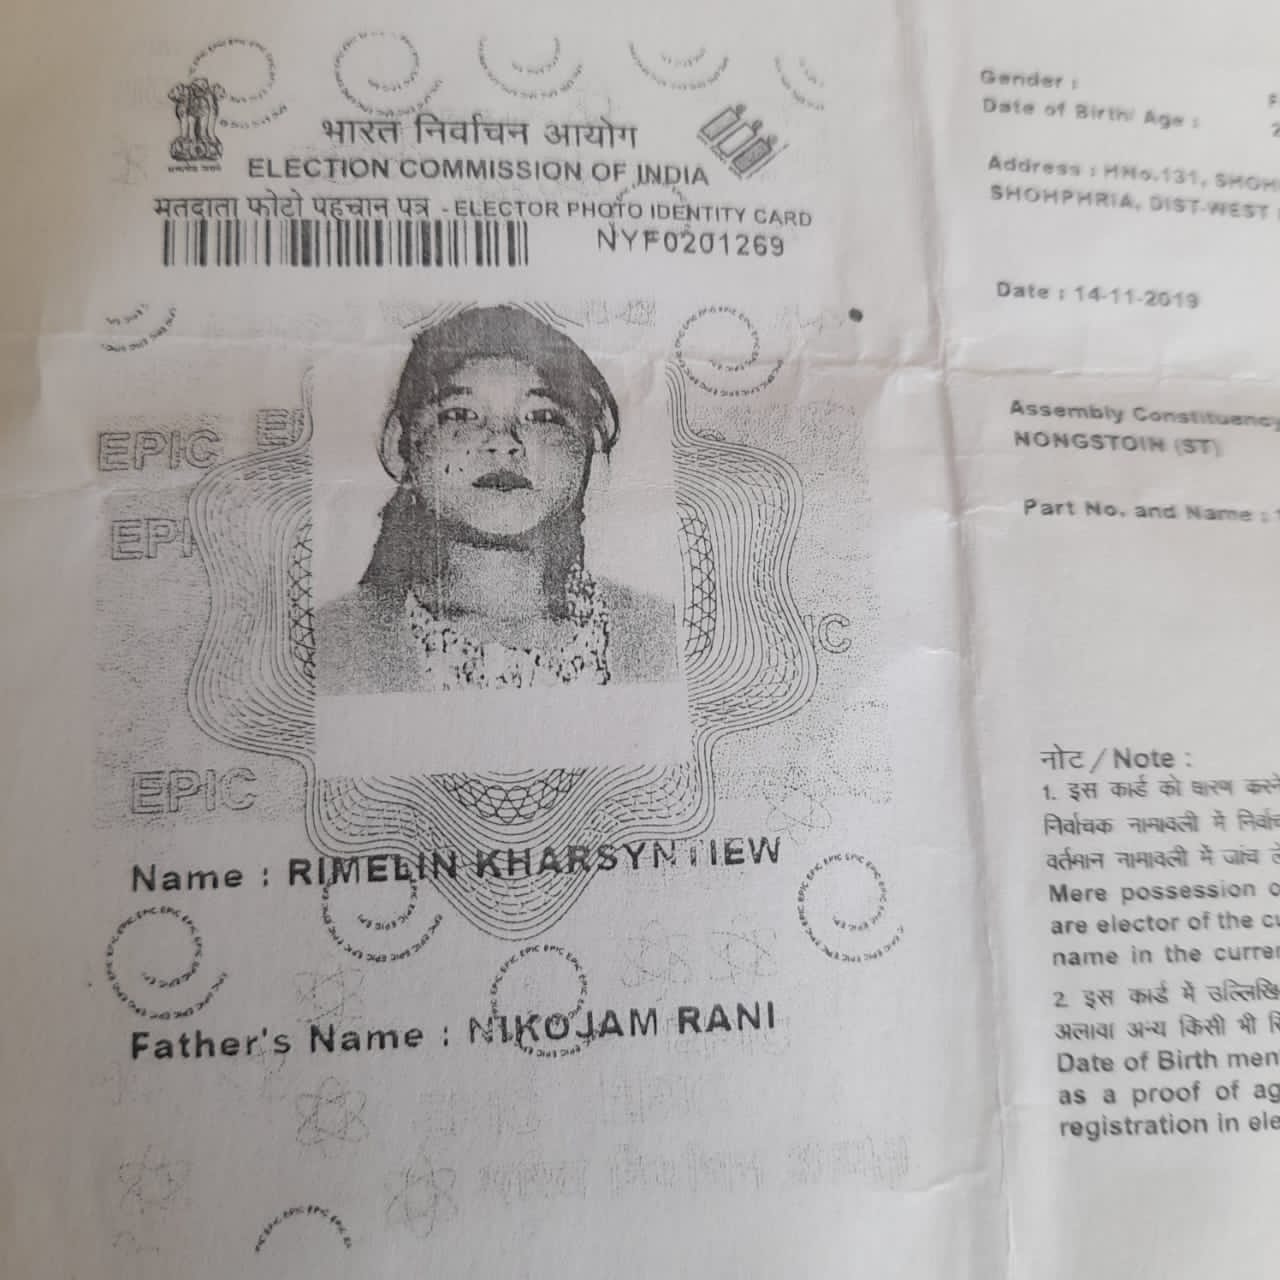 भारत निर्वाचन आयोग
ELECTION COMMISSION OF INDIA
मतदाता फोटो पहचान पत्र - ELECTOR PHOTO IDENTITY CARD
NYF0201269
EPIC
EPIC
Name : RIMELIN KHARSYNTIEW
Father's Name : NIKOJAM RANI
Gender :
Date of Birth/ Age :
Address : HNo.131,
SHOHPHRIA, DIST-WEST
Date : 14-11-2019
Assembly Constituency
NONGSTOIN (ST)
Part No. and Name :
नोट / Note :
1. इस कार्ड को धारण करने
निर्वाचक नामावली में
वर्तमान नामावली में जांच
Mere possession
are elector of the
name in the
2. इस कार्ड में
अलावा अन्य किसी भी
Date of Birth
as a proof of
registration in